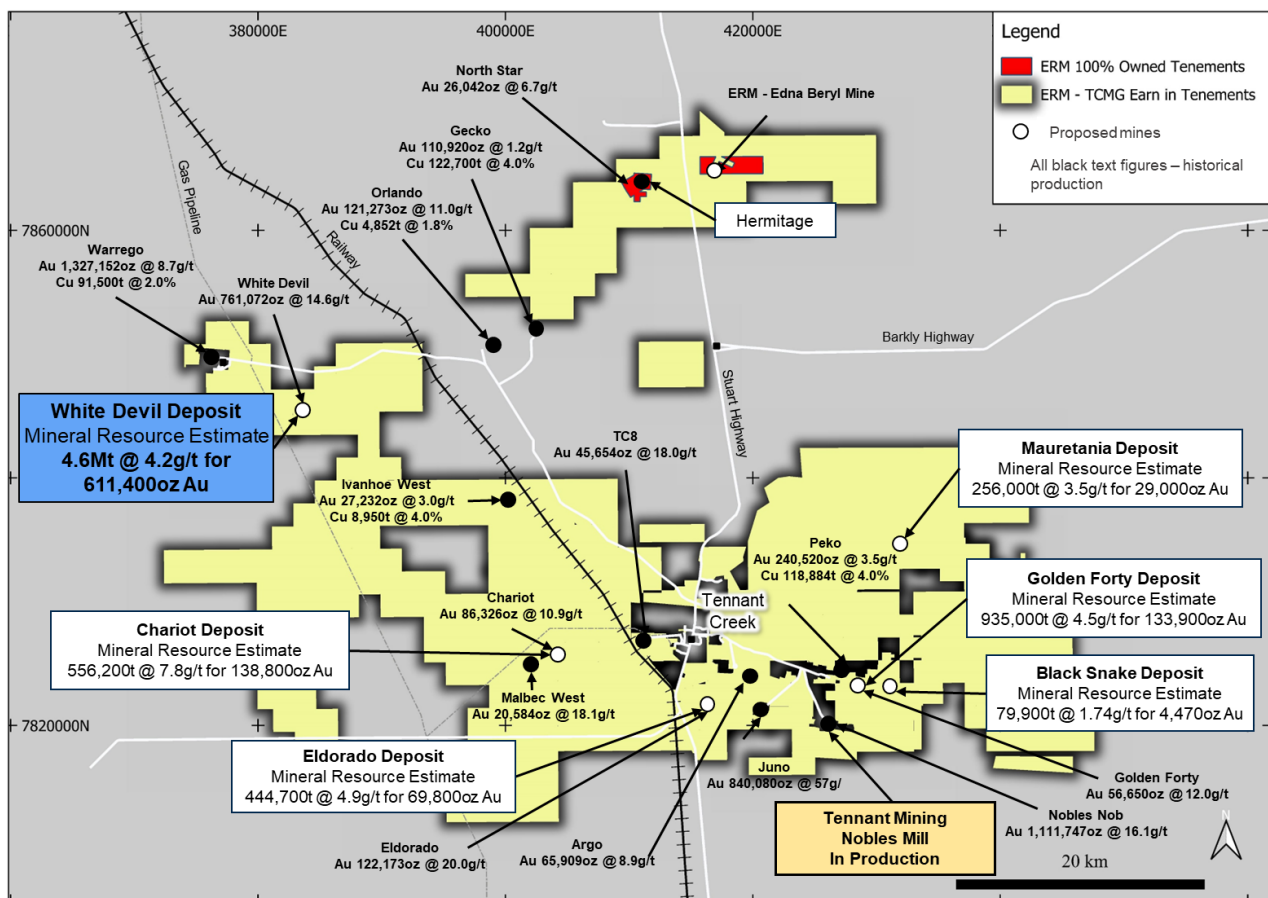 380000E
400000E
420000E
Legend
ERM 100% Owned Tenements
ERM - TCMG Earn in Tenements
Proposed mines
All black text figures – historical
production
North Star
Au 26,042oz @ 6.7g/t
ERM - Edna Beryl Mine
Gecko
Au 110,920oz @ 1.2g/t
Cu 122,700t @ 4.0%
Gas Pipeline
Orlando
Au 121,273oz @ 11.0g/t
Cu 4,852t @ 1.8%
Hermitage
7860000N
Railway
Warrego
Au 1,327,152oz @ 8.7g/t
Cu 91,500t @ 2.0%
White Devil
Au 761,072oz @ 14.6g/t
Barkly Highway
Stuart Highway
White Devil Deposit
Mineral Resource Estimate
4.6Mt @ 4.2g/t for
611,400oz Au
TC8
Au 45,654oz @ 18.0g/t
Mauretania Deposit
Mineral Resource Estimate
256,000t @ 3.5g/t for 29,000oz Au
Ivanhoe West
Au 27,232oz @ 3.0g/t
Cu 8,950t @ 4.0%
Peko
Au 240,520oz @ 3.5g/t
Cu 118,884t @ 4.0%
Golden Forty Deposit
Mineral Resource Estimate
935,000t @ 4.5g/t for 133,900oz Au
Tennant
Creek
Chariot
Au 86,326oz @ 10.9g/t
Chariot Deposit
Mineral Resource Estimate
556,200t @ 7.8g/t for 138,800oz Au
Black Snake Deposit
Mineral Resource Estimate
79,900t @ 1.74g/t for 4,470oz Au
Malbec West
Au 20,584oz @ 18.1g/t
7820000N
Eldorado Deposit
Mineral Resource Estimate
444,700t @ 4.9g/t for 69,800oz Au
Juno
Au 840,080oz @ 57g/
Golden Forty
Au 56,650oz @ 12.0g/t
Tennant Mining
Nobles Mill
In Production
Nobles Nob
Au 1,111,747oz @ 16.1g/t
N
Eldorado
Au 122,173oz @ 20.0g/t
Argo
Au 65,909oz @ 8.9g/t
20 km